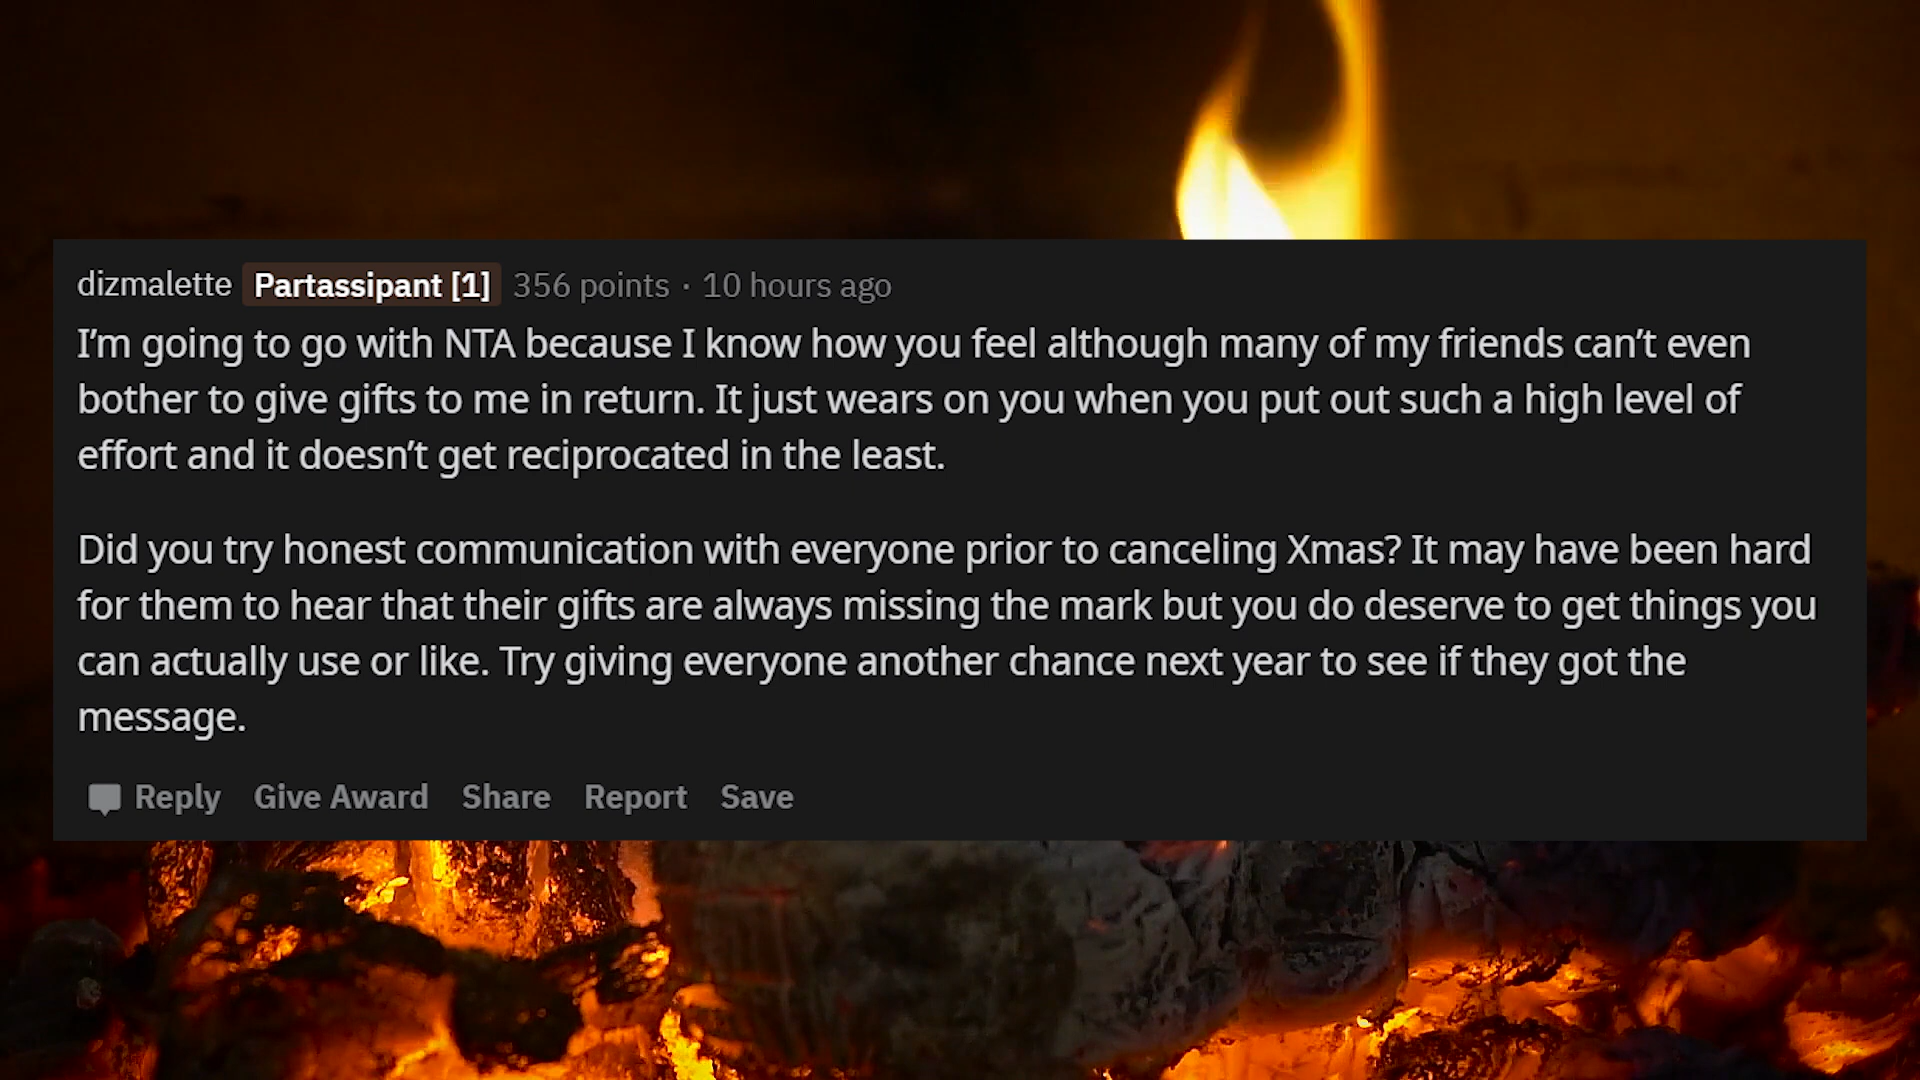 dizmalette Partassipant [1] 356 points · 10 hours ago
I’m going to go with NTA because I know how you feel although many of my friends can’t even
bother to give gifts to me in return. It just wears on you when you put out such a high level of
effort and it doesn’t get reciprocated in the least.
Did you try honest communication with everyone prior to canceling Xmas? It may have been hard
for them to hear that their gifts are always missing the mark but you do deserve to get things you
can actually use or like. Try giving everyone another chance next year to see if they got the
message.
Reply Give Award Share Report Save